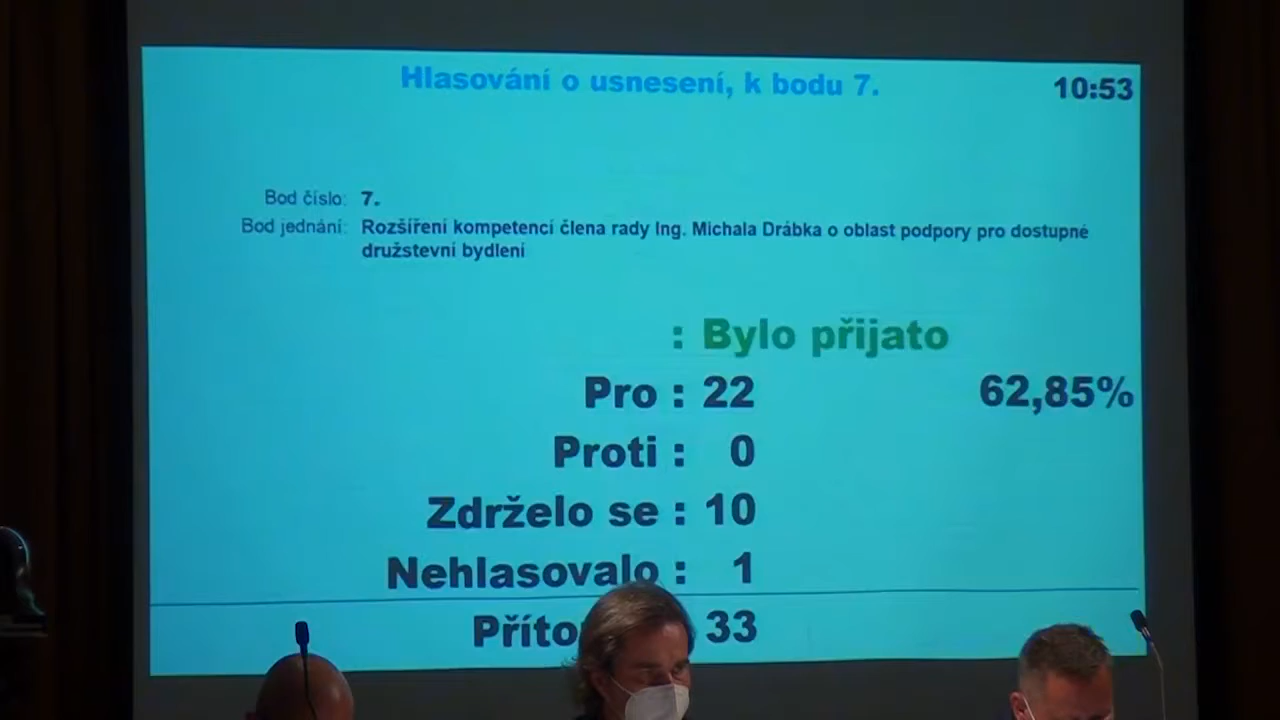 Hlasování o usnesení, k bodu 7.
10:53
Bod číslo: 7.
Bod jednání: Rozšíření kompetencí člena rady Ing. Michala Drábka o oblast podpory pro dostupné
družstevní bydlení
: Bylo přijato
Pro : 22 62,85%
Proti : 0
Zdrželo se : 10
Nehlasovalo : 1
33